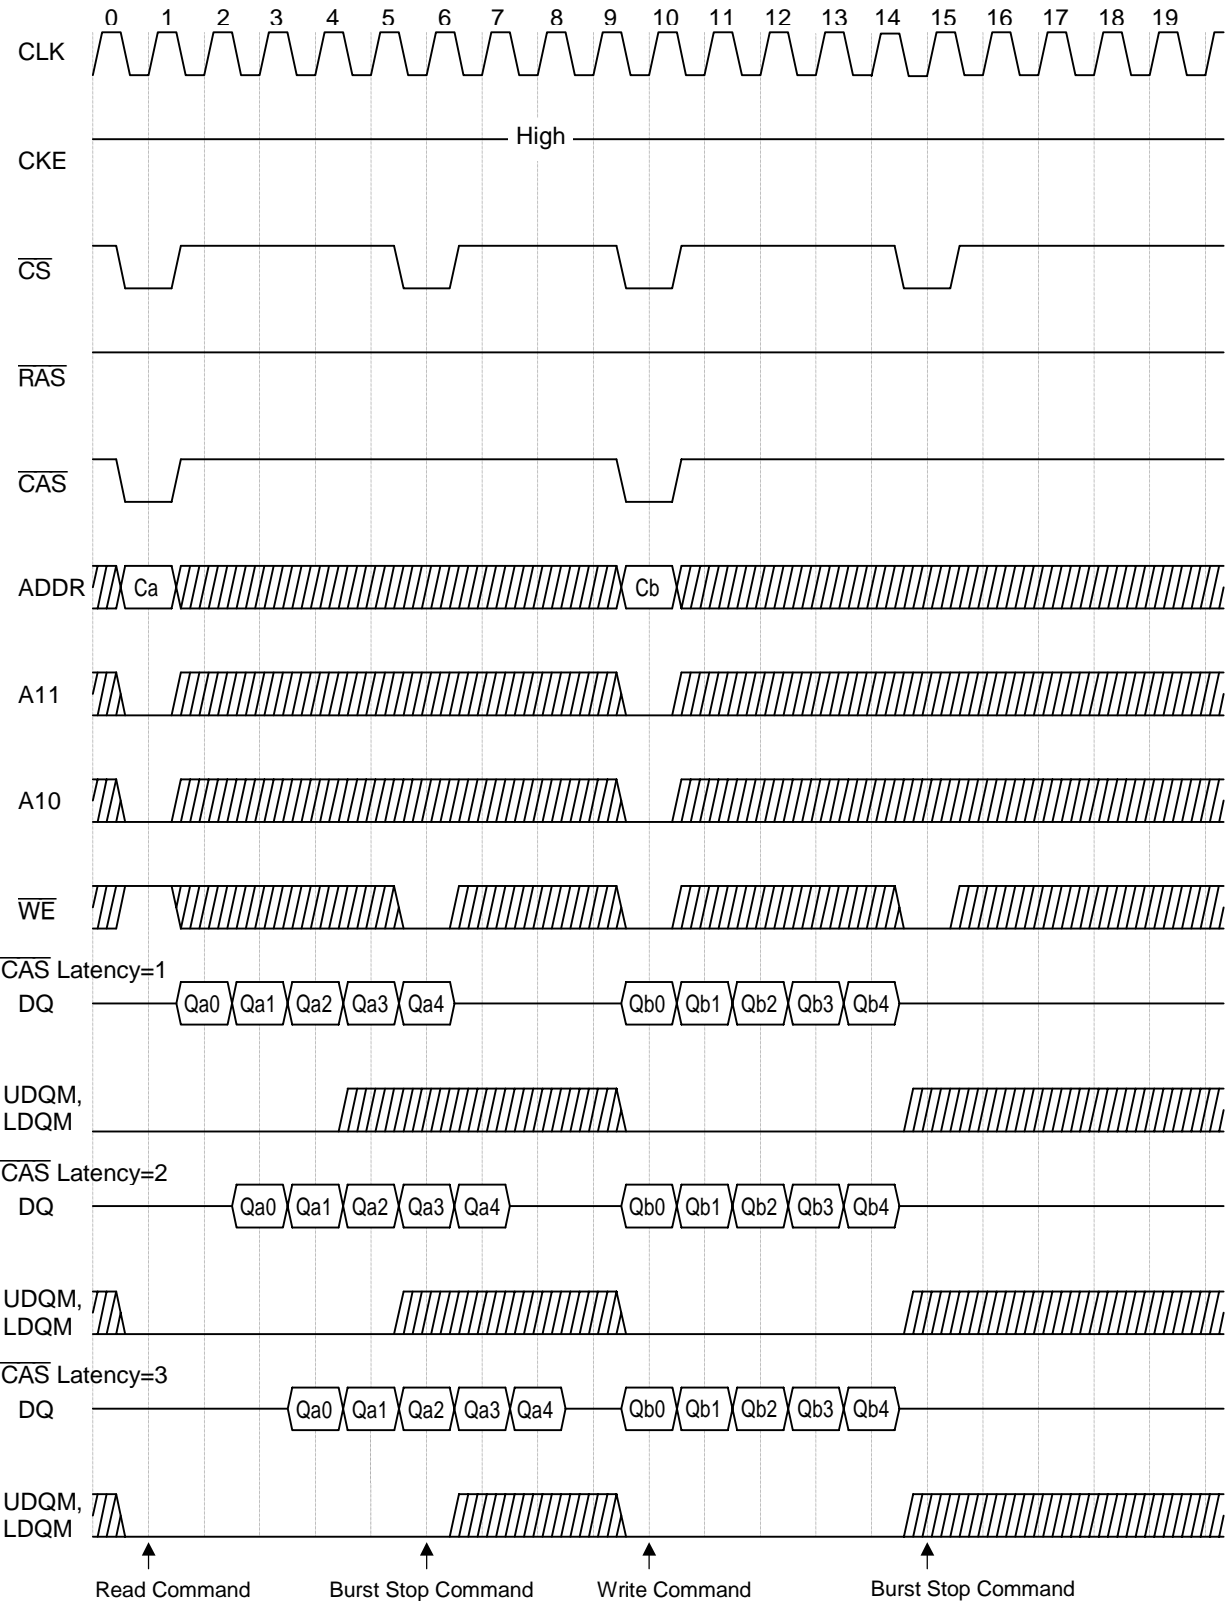 0 1 2 3 4 5 6 7 8 9 10 11 12 13 14 15 16 17 18 19
CLK
High
CKE
CS
RAS
CAS
ADDR Ca Cb
A11
A10
WE
CAS Latency=1
DQ Qa0 Qa1 Qa2 Qa3 Qa4 Qb0 Qb1 Qb2 Qb3 Qb4
UDQM,
LDQM
CAS Latency=2
DQ Qa0 Qa1 Qa2 Qa3 Qa4 Qb0 Qb1 Qb2 Qb3 Qb4
UDQM,
LDQM
CAS Latency=3
DQ Qa0 Qa1 Qa2 Qa3 Qa4 Qb0 Qb1 Qb2 Qb3 Qb4
UDQM,
LDQM
Read Command Burst Stop Command Write Command Burst Stop Command